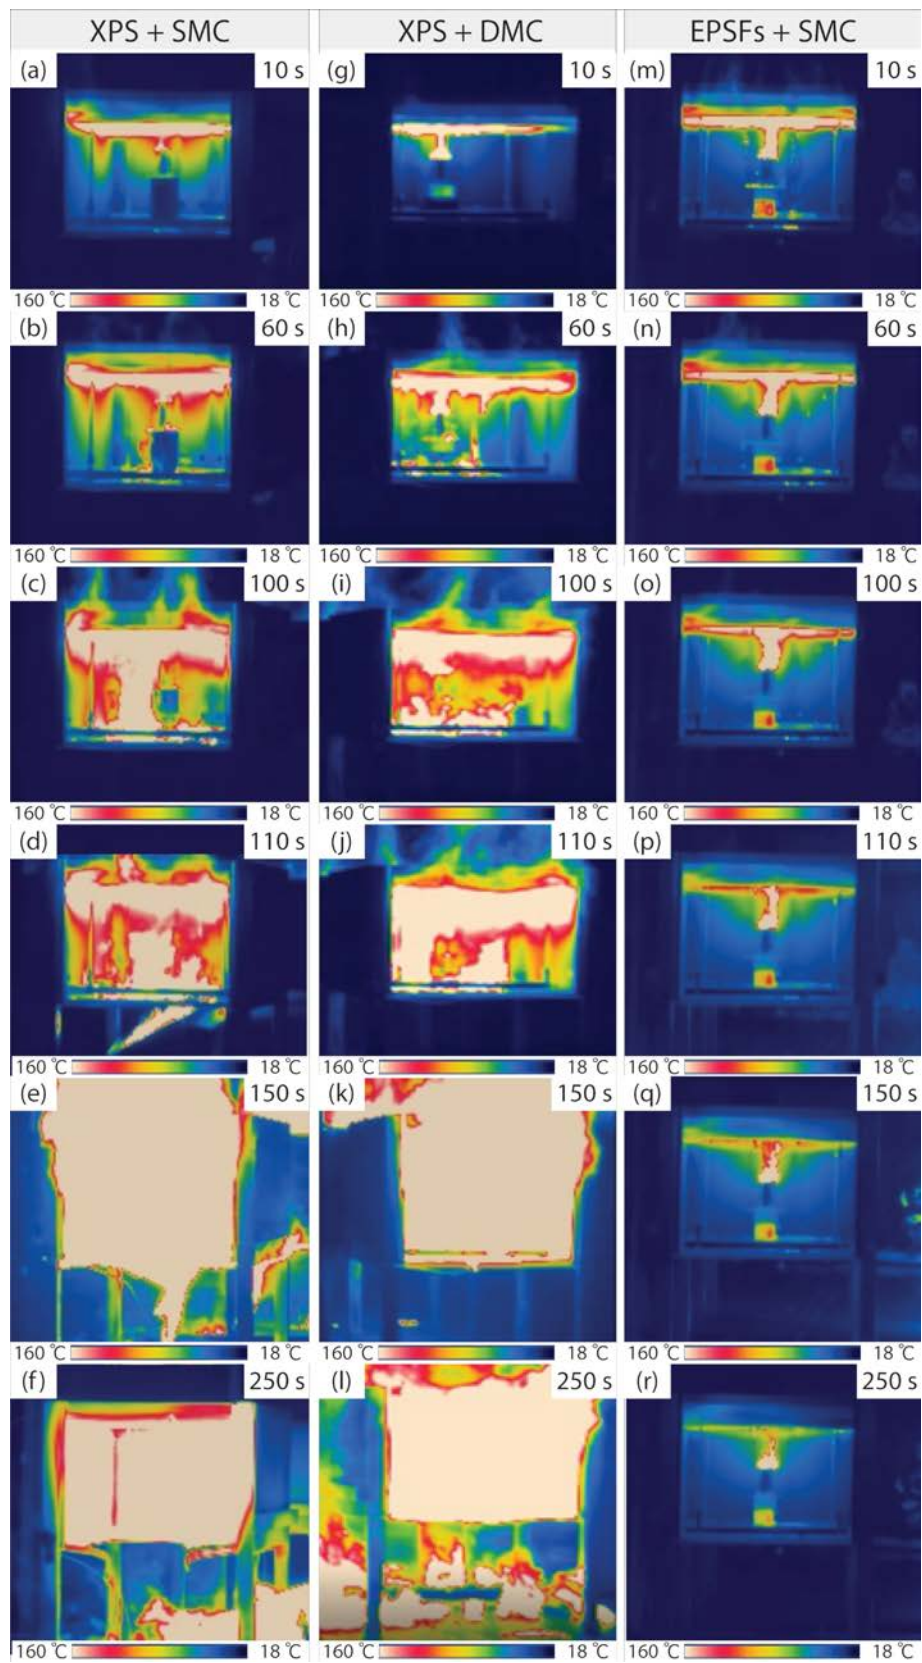 XPS + SMC XPS + DMC EPSFs + SMC
(a) 10 s (g) 10 s (m) 10 s
160 °C 18 °C 160 °C 18 °C 160 °C 18 °C
(b) 60 s (h) 60 s (n) 60 s
160 °C 18 °C 160 °C 18 °C 160 °C 18 °C
(c) 100 s (i) 100 s (o) 100 s
160 °C 18 °C 160 °C 18 °C 160 °C 18 °C
(d) 110 s (j) 110 s (p) 110 s
160 °C 18 °C 160 °C 18 °C 160 °C 18 °C
(e) 150 s (k) 150 s (q) 150 s
160 °C 18 °C 160 °C 18 °C 160 °C 18 °C
(f) 250 s (l) 250 s (r) 250 s
160 °C 18 °C 160 °C 18 °C 160 °C 18 °C